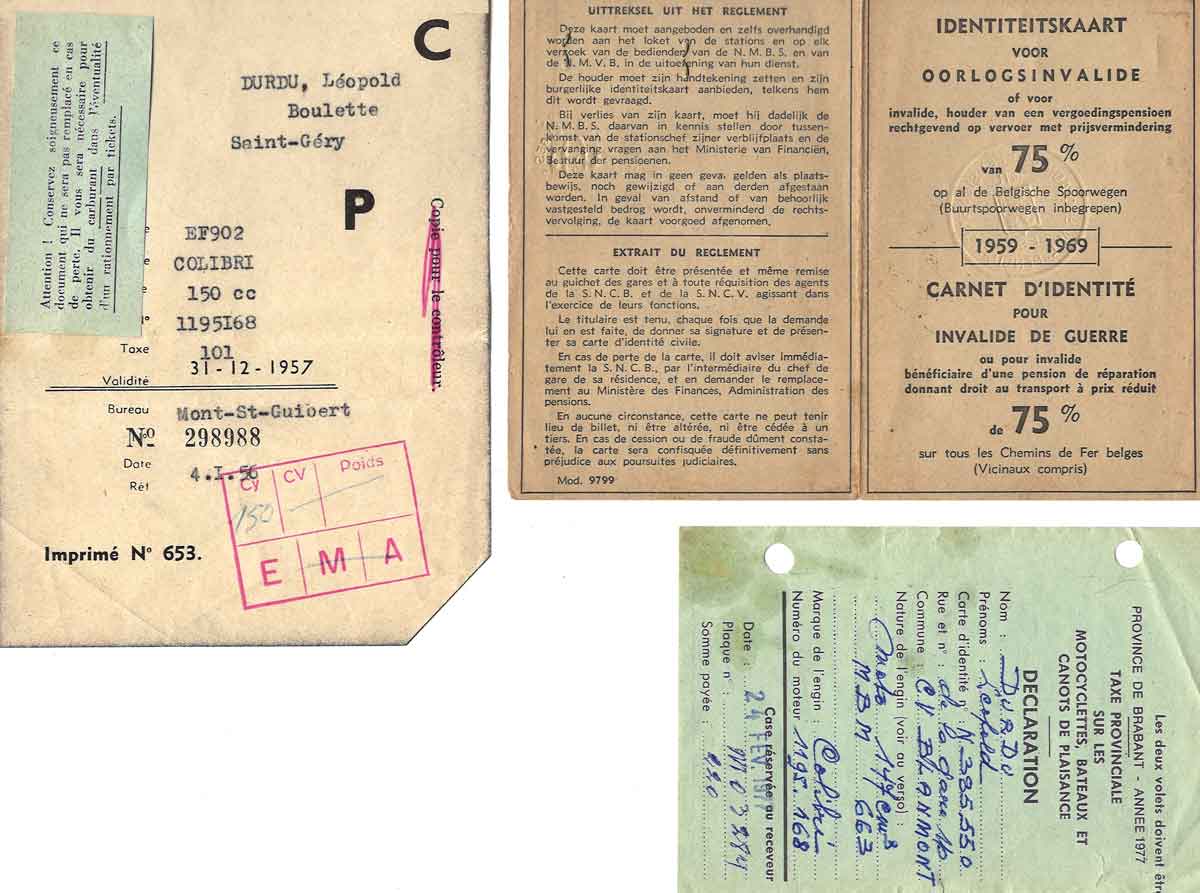 C
DURDU, Léopold
Boulette
Saint-Géry
P
Attention ! Conservez soigneusement ce
document qui ne sera pas remplacé en cas
de perte. Il vous sera nécessaire pour
obtenir du carburant dans l'éventualité
d'un rationnement par tickets.
Copie pour le contrôleur.
EF902
COLIBRI
150 cc
1195168
Taxe 101
Validité 31-12-1957
Bureau Mont-St-Guibert
No 298988
Date 4.I.56
Réf
Cy CV Poids
150
E M A
Imprimé N° 653.
UITTREKSEL UIT HET REGLEMENT
Deze kaart moet aangeboden en zelfs overhandigd
worden aan het loket van de stations en op elk
verzoek van de bedienden van de N. M. B. S. en van
de N. M. V. B. in de uitoefening van hun dienst.
De houder moet zijn handtekening zetten en zijn
burgerlijke identiteitskaart aanbieden, telkens hem
dit wordt gevraagd.
Bij verlies van zijn kaart, moet hij dadelijk de
N. M. B. S. daarvan in kennis stellen door tussen-
komst van de stationschef zijner verblijfplaats en de
vervanging vragen aan het Ministerie van Financiën,
Bestuur der pensioenen.
Deze kaart mag in geen geval gelden als plaats-
bewijs, noch gewijzigd of aan derden afgestaan
worden. In geval van afstand of van behoorlijk
vastgesteld bedrog wordt, onverminderd de rechts-
vervolging, de kaart voorgoed afgenomen.
EXTRAIT DU REGLEMENT
Cette carte doit être présentée et même remise
au guichet des gares et à toute réquisition des agents
de la S. N. C. B. et de la S. N. C. V. agissant dans
l'exercice de leurs fonctions.
Le titulaire est tenu, chaque fois que la demande
lui en est faite, de donner sa signature et de présen-
ter sa carte d'identité civile.
En cas de perte de la carte, il doit aviser immédia-
tement la S. N. C. B., par l'intermédiaire du chef de
gare de sa résidence, et en demander le remplace-
ment au Ministère des Finances, Administration des
pensions.
En aucune circonstance, cette carte ne peut tenir
lieu de billet, ni être altérée, ni être cédée à un
tiers. En cas de cession ou de fraude dûment consta-
tée, la carte sera confisquée définitivement sans
préjudice aux poursuites judiciaires.
Mod. 9799
IDENTITEITSKAART
VOOR
OORLOGSINVALIDE
of voor
invalide, houder van een vergoedingspensioen
rechtgevend op vervoer met prijsvermindering
van 75 %
op al de Belgische Spoorwegen
(Buurtspoorwegen inbegrepen)
1959 - 1969
CARNET D'IDENTITÉ
POUR
INVALIDE DE GUERRE
ou pour invalide
bénéficiaire d'une pension de réparation
donnant droit au transport à prix réduit
de 75 %
sur tous les Chemins de Fer belges
(Vicinaux compris)
Les deux volets doivent êtr
PROVINCE DE BRABANT - ANNEE 1977
TAXE PROVINCIALE
SUR LES
MOTOCYCLETTES, BATEAUX ET
CANOTS DE PLAISANCE
DECLARATION
Nom : DURDU
Prénoms : Léopold
Carte d'identité n° N 385550
Rue et n° : de la dame 16
Commune : C.V. BLANMONT
Nature de l'engin (voir au verso) :
Moto 147 cm3
M.B.M 663
Marque de l'engin : Colibri
Numéro du moteur 1195.168
Case réservée au receveur
Date : 24 FEV. 1977
Plaque n° : M03284
Somme payée : 220